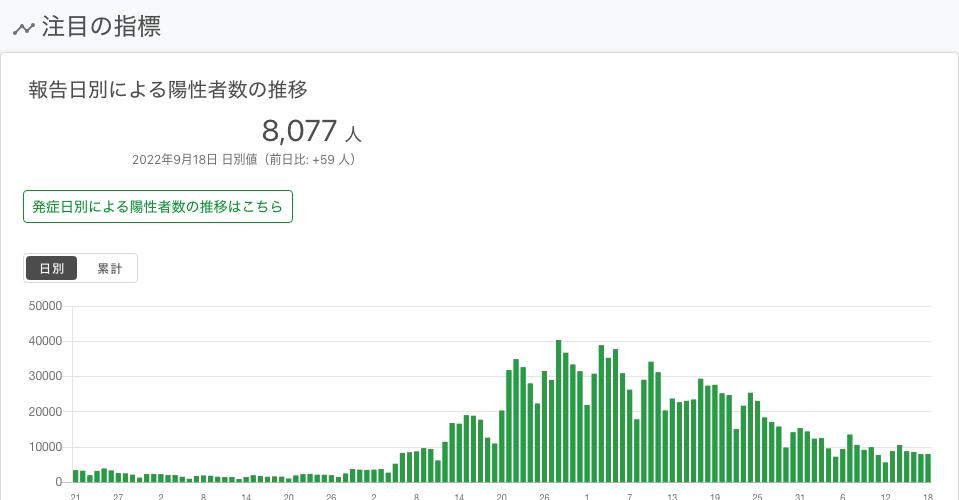 注目の指標
報告日別による陽性者数の推移
8,077 人
2022年9月18日 日別値（前日比: +59 人）
発症日別による陽性者数の推移はこちら
日別 累計
50000
40000
30000
20000
10000
0
21 27 2 8 14 20 26 2 8 14 20 26 1 7 13 19 25 31 6 12 18